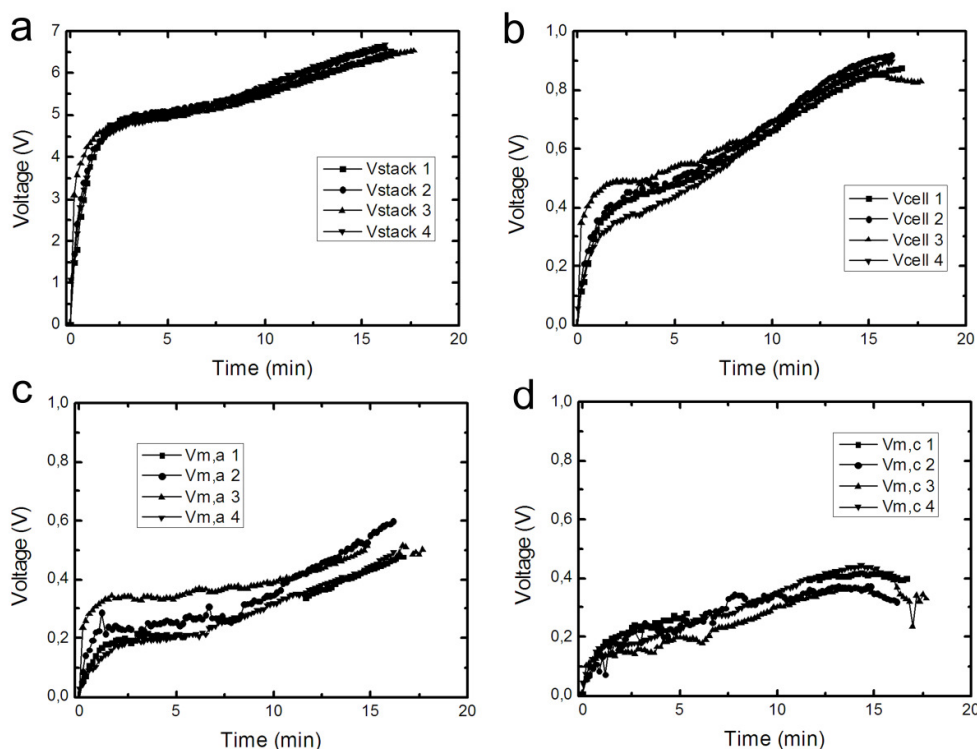 a
7
6
5
4
3
2
1
0
Voltage (V)
Vstack 1
Vstack 2
Vstack 3
Vstack 4
0 5 10 15 20
Time (min)
b
1,0
0,8
0,6
0,4
0,2
0,0
Voltage (V)
Vcell 1
Vcell 2
Vcell 3
Vcell 4
0 5 10 15 20
Time (min)
c
1,0
0,8
0,6
0,4
0,2
0,0
Voltage (V)
Vm,a 1
Vm,a 2
Vm,a 3
Vm,a 4
0 5 10 15 20
Time (min)
d
1,0
0,8
0,6
0,4
0,2
0,0
Voltage (V)
Vm,c 1
Vm,c 2
Vm,c 3
Vm,c 4
0 5 10 15 20
Time (min)